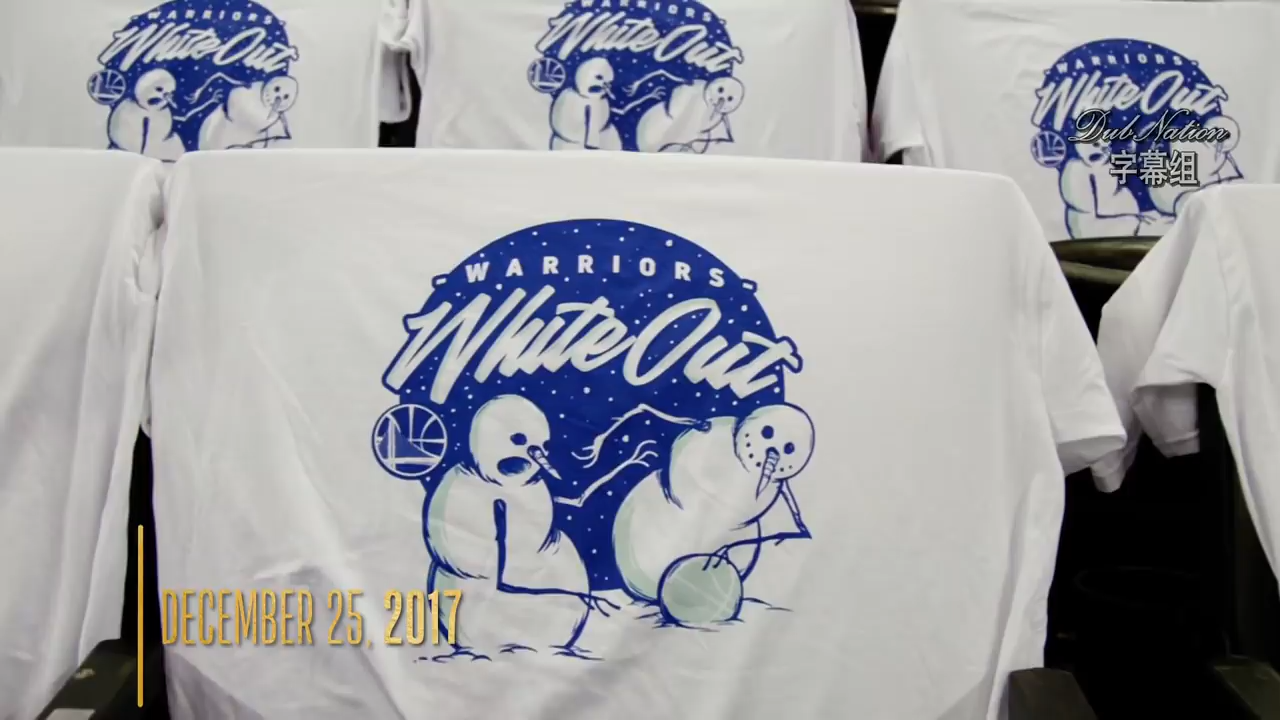 WARRIORS
White Out
WARRIORS
White Out
WARRIORS
White Out
Dub Nation
字幕组
- WARRIORS -
White Out
DECEMBER 25, 2017